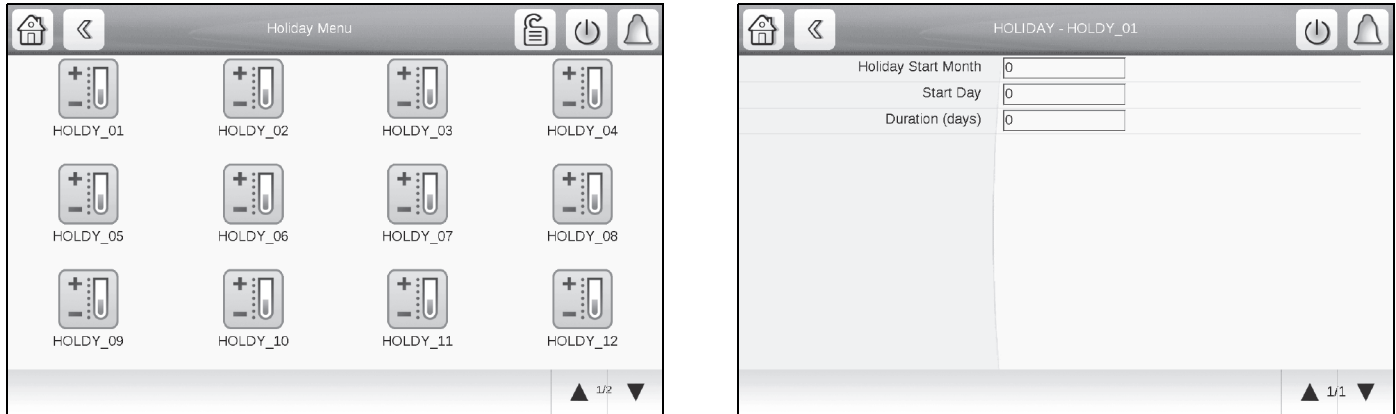 Holiday Menu
HOLDY_01 HOLDY_02 HOLDY_03 HOLDY_04
HOLDY_05 HOLDY_06 HOLDY_07 HOLDY_08
HOLDY_09 HOLDY_10 HOLDY_11 HOLDY_12
1/2
HOLIDAY - HOLDY_01
Holiday Start Month 0
Start Day 0
Duration (days) 0
1/1